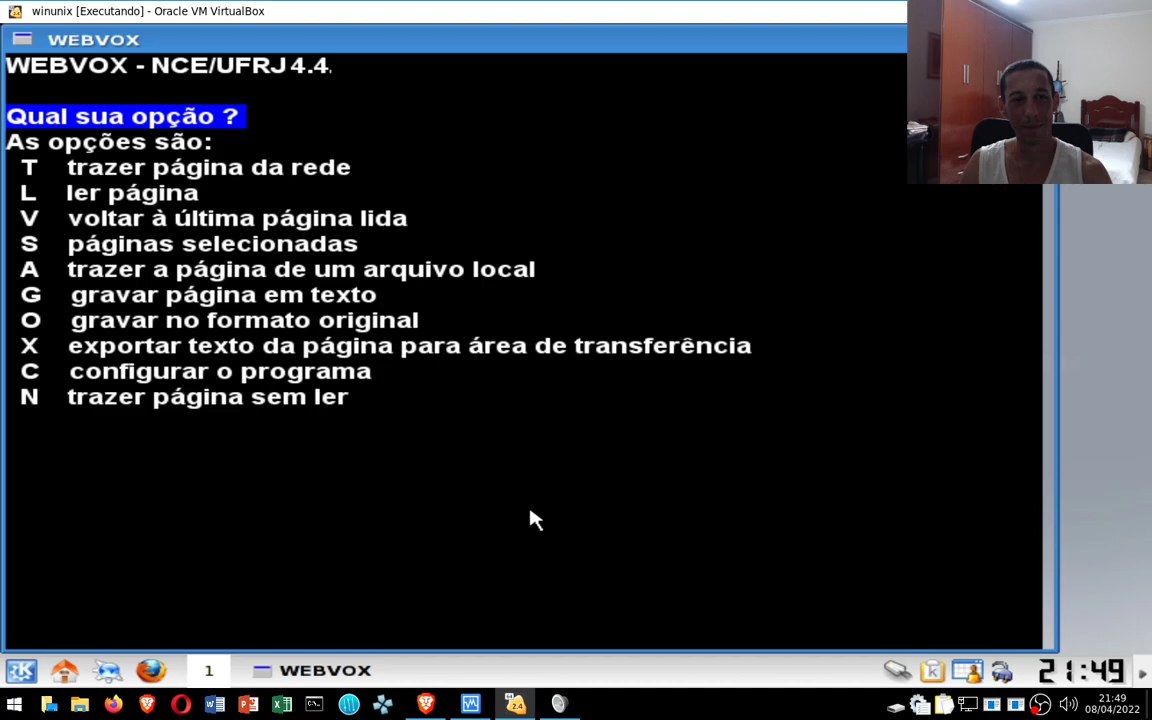 winunix [Executando] - Oracle VM VirtualBox
WEBVOX
WEBVOX - NCE/UFRJ 4.4.
Qual sua opção ?
As opções são:
T trazer página da rede
L ler página
V voltar à última página lida
S páginas selecionadas
A trazer a página de um arquivo local
G gravar página em texto
O gravar no formato original
X exportar texto da página para área de transferência
C configurar o programa
N trazer página sem ler
1 WEBVOX 21:49
2.4
21:49
08/04/2022